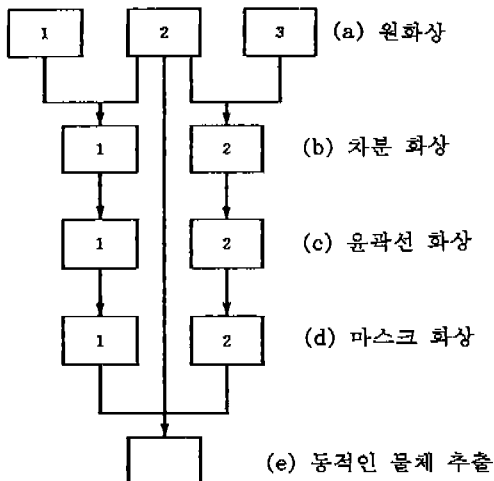 1 2 3 (a) 원화상
1 2 (b) 차분 화상
1 2 (c) 윤곽선 화상
1 2 (d) 마스크 화상
(e) 동적인 물체 추출